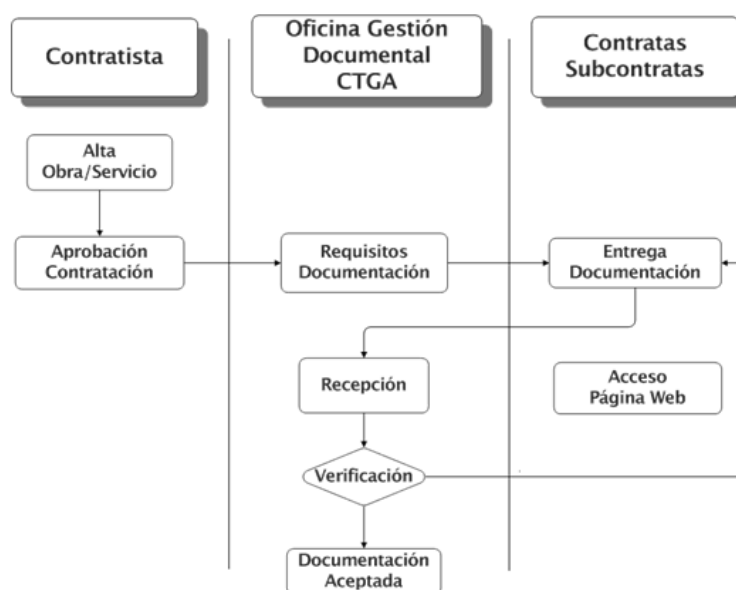 Contratista
Oficina Gestión
Documental
CTGA
Contratas
Subcontratas
Alta
Obra/Servicio
Aprobación
Contratación
Requisitos
Documentación
Entrega
Documentación
Recepción
Acceso
Página Web
Verificación
Documentación
Aceptada